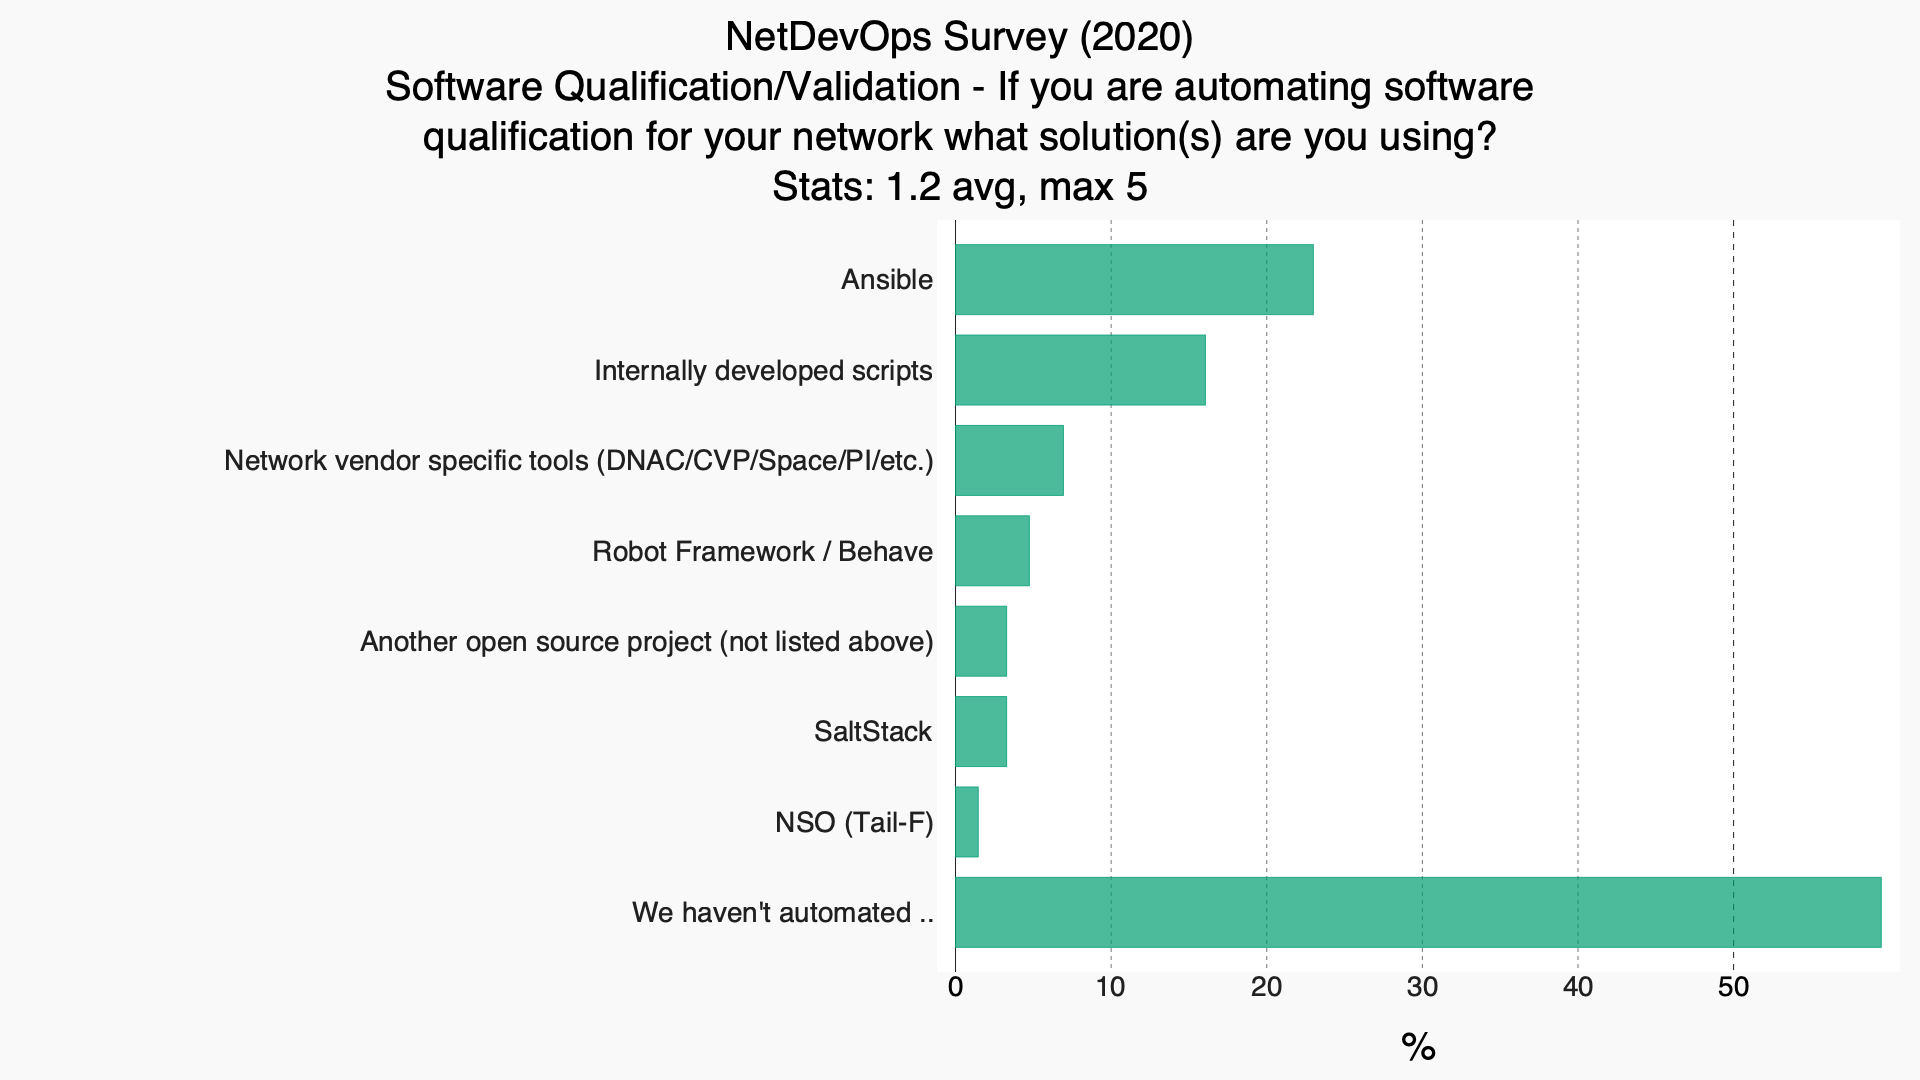 NetDevOps Survey (2020)
Software Qualification/Validation - If you are automating software
qualification for your network what solution(s) are you using?
Stats: 1.2 avg, max 5
Ansible
Internally developed scripts
Network vendor specific tools (DNAC/CVP/Space/PI/etc.)
Robot Framework / Behave
Another open source project (not listed above)
SaltStack
NSO (Tail-F)
We haven't automated ..
0 10 20 30 40 50
%